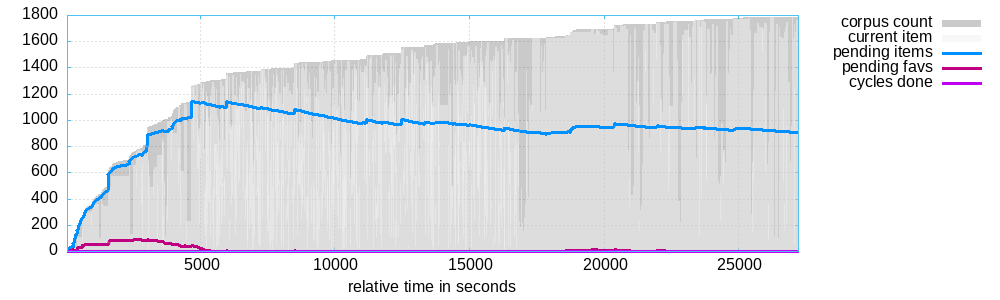 1800
1600
1400
1200
1000
800
600
400
200
0
5000 10000 15000 20000 25000
relative time in seconds
corpus count
current item
pending items
pending favs
cycles done